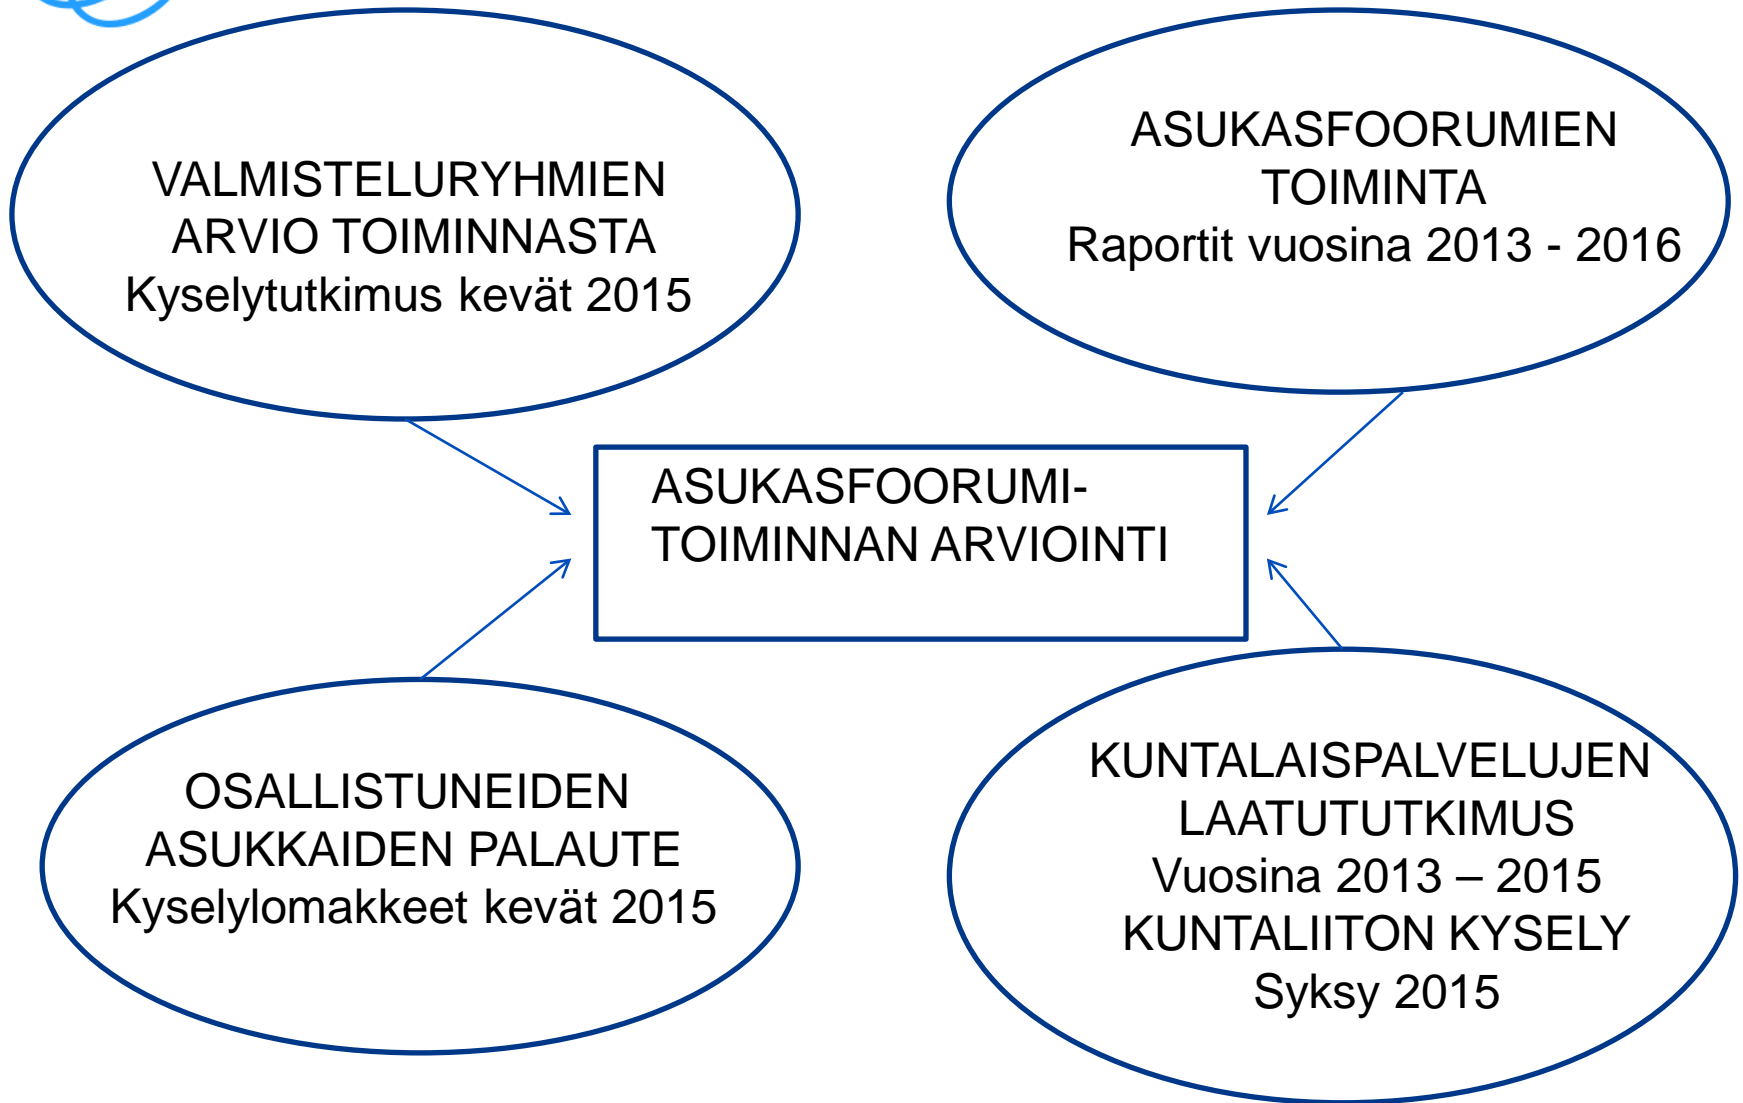 VALMISTELURYHMIEN
ARVIO TOIMINNASTA
Kyselytutkimus kevät 2015
ASUKASFOORUMIEN
TOIMINTA
Raportit vuosina 2013 - 2016
ASUKASFOORUMI-
TOIMINNAN ARVIOINTI
OSALLISTUNEIDEN
ASUKKAIDEN PALAUTE
Kyselylomakkeet kevät 2015
KUNTALAISPALVELUJEN
LAATUTUTKIMUS
Vuosina 2013 – 2015
KUNTALIITON KYSELY
Syksy 2015